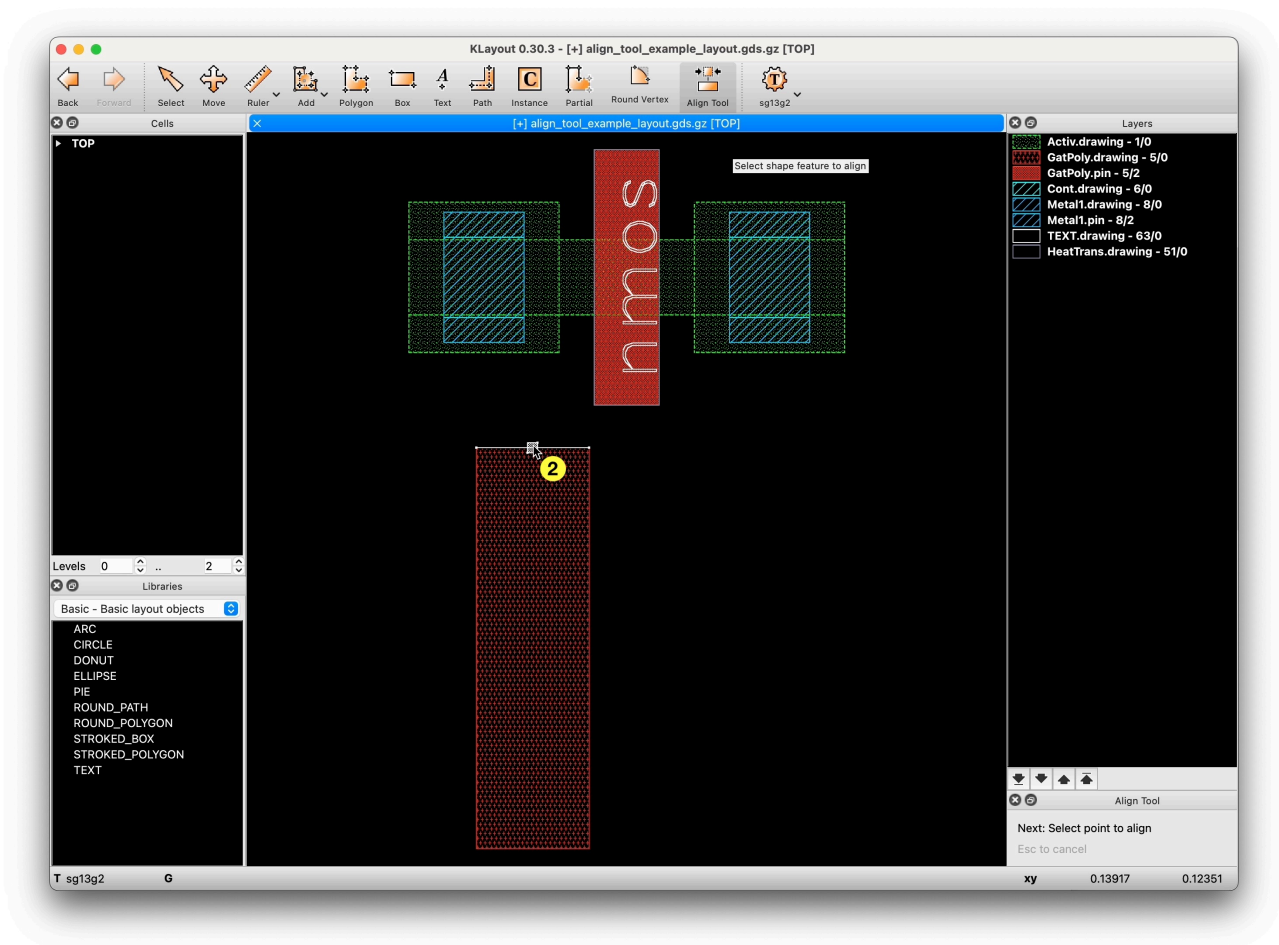 KLayout 0.30.3 - [+] align_tool_example_layout.gds.gz [TOP]
Back Forward Select Move Ruler Add Polygon Box Text Path Instance Partial Round Vertex Align Tool sg13g2
Cells
TOP
Levels 0 .. 2
Libraries
Basic - Basic layout objects
ARC
CIRCLE
DONUT
ELLIPSE
PIE
ROUND_PATH
ROUND_POLYGON
STROKED_BOX
STROKED_POLYGON
TEXT
[+] align_tool_example_layout.gds.gz [TOP]
Select shape feature to align
nmos
2
Layers
Activ.drawing - 1/0
GatPoly.drawing - 5/0
GatPoly.pin - 5/2
Cont.drawing - 6/0
Metal1.drawing - 8/0
Metal1.pin - 8/2
TEXT.drawing - 63/0
HeatTrans.drawing - 51/0
Align Tool
Next: Select point to align
Esc to cancel
T sg13g2 G xy 0.13917 0.12351